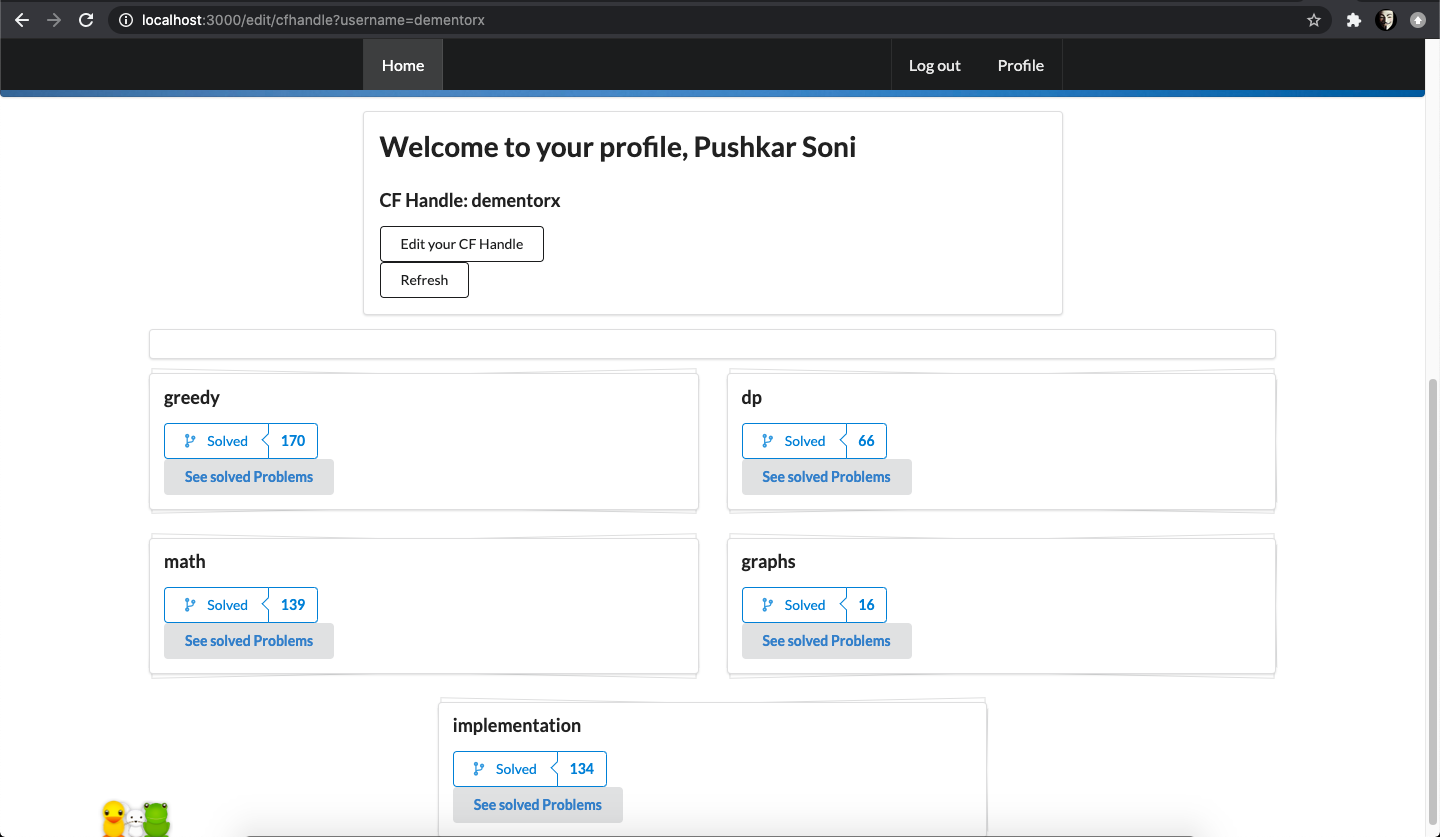 localhost:3000/edit/cfhandle?username=dementorx
Home
Log out
Profile
Welcome to your profile, Pushkar Soni
CF Handle: dementorx
Edit your CF Handle
Refresh
greedy
Solved 170
See solved Problems
dp
Solved 66
See solved Problems
math
Solved 139
See solved Problems
graphs
Solved 16
See solved Problems
implementation
Solved 134
See solved Problems